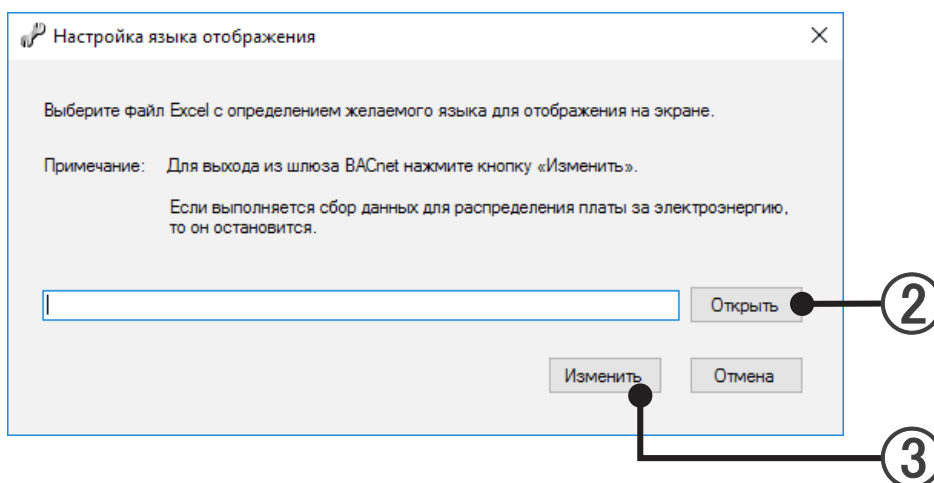 Настройка языка отображения
Выберите файл Excel с определением желаемого языка для отображения на экране.
Примечание: Для выхода из шлюза BACnet нажмите кнопку «Изменить».
Если выполняется сбор данных для распределения платы за электроэнергию,
то он остановится.
Открыть
2
Изменить Отмена
3